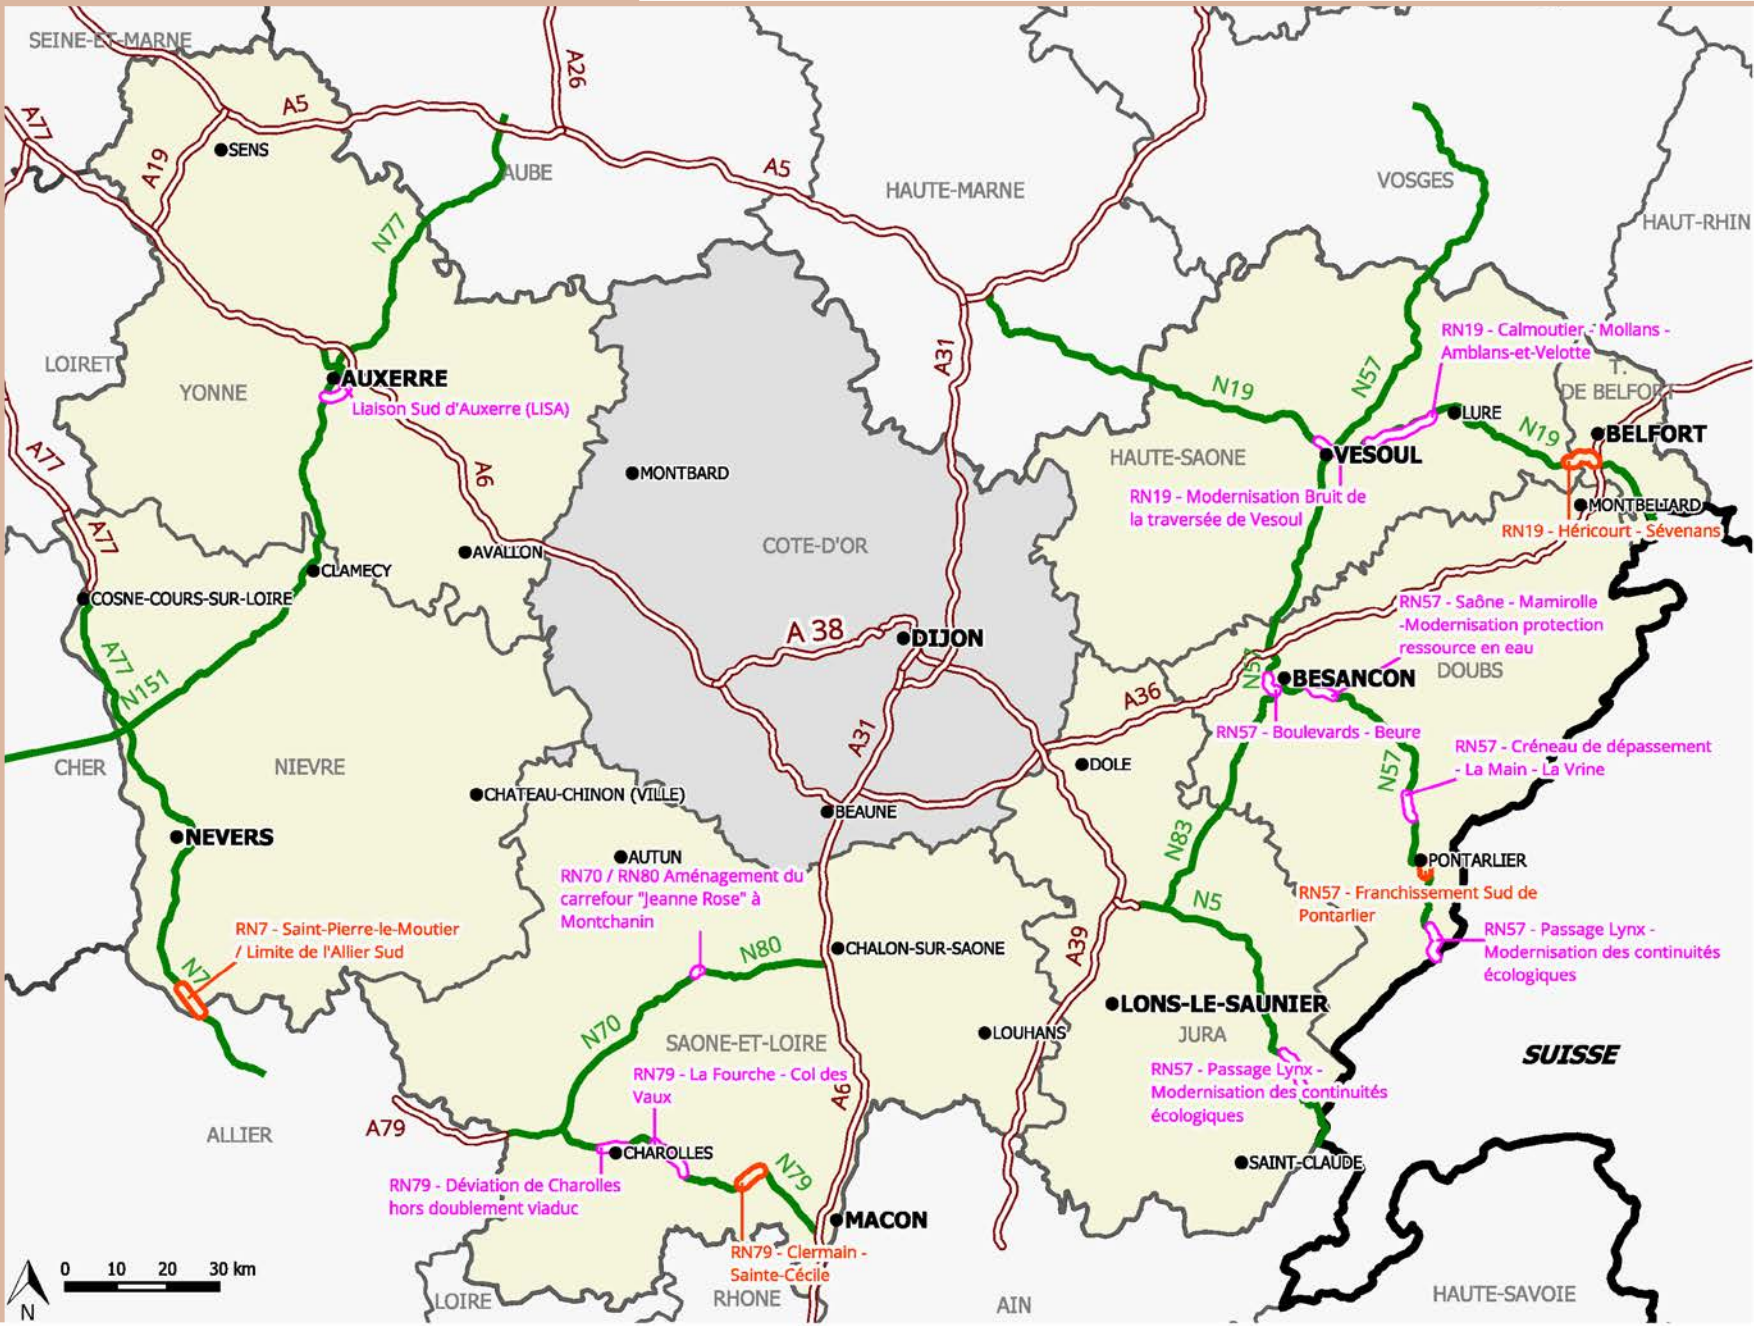 SEINE-ET-MARNE
A26
A77
A5
SENS
A19
AUBE
A5
HAUTE-MARNE
VOSGES
HAUT-RHIN
N77
LOIRET
YONNE
AUXERRE
Liaison Sud d'Auxerre (LISA)
A31
N19
N57
RN19 - Calmoutier - Mollans -
Amblans-et-Velotte
T.
DE BELFORT
LURE
N19
BELFORT
A77
A6
MONTBARD
HAUTE-SAONE
VESOUL
RN19 - Modernisation Bruit de
la traversée de Vesoul
MONTBELIARD
RN19 - Héricourt - Sévenans
A77
AVALLON
COTE-D'OR
CLAMECY
COSNE-COURS-SUR-LOIRE
RN57 - Saône - Mamirolle
-Modernisation protection
ressource en eau
DOUBS
A 38
DIJON
A77
N151
N57
BESANCON
A36
RN57 - Boulevards - Beure
A31
RN57 - Créneau de dépassement
- La Main - La Vrine
N57
CHER
NIEVRE
DOLE
CHATEAU-CHINON (VILLE)
BEAUNE
NEVERS
N83
AUTUN
PONTARLIER
RN70 / RN80 Aménagement du
carrefour "Jeanne Rose" à
Montchanin
RN57 - Franchissement Sud de
Pontarlier
N5
RN7 - Saint-Pierre-le-Moutier
/ Limite de l'Allier Sud
N7
N80
CHALON-SUR-SAONE
A39
RN57 - Passage Lynx -
Modernisation des continuités
écologiques
LONS-LE-SAUNIER
N70
SAONE-ET-LOIRE
LOUHANS
JURA
SUISSE
RN79 - La Fourche - Col des
Vaux
A6
RN57 - Passage Lynx -
Modernisation des continuités
écologiques
ALLIER
A79
CHAROLLES
SAINT-CLAUDE
RN79 - Déviation de Charolles
hors doublement viaduc
N79
MACON
RN79 - Clermain -
Sainte-Cécile
0 10 20 30 km
N
LOIRE
RHONE
AIN
HAUTE-SAVOIE